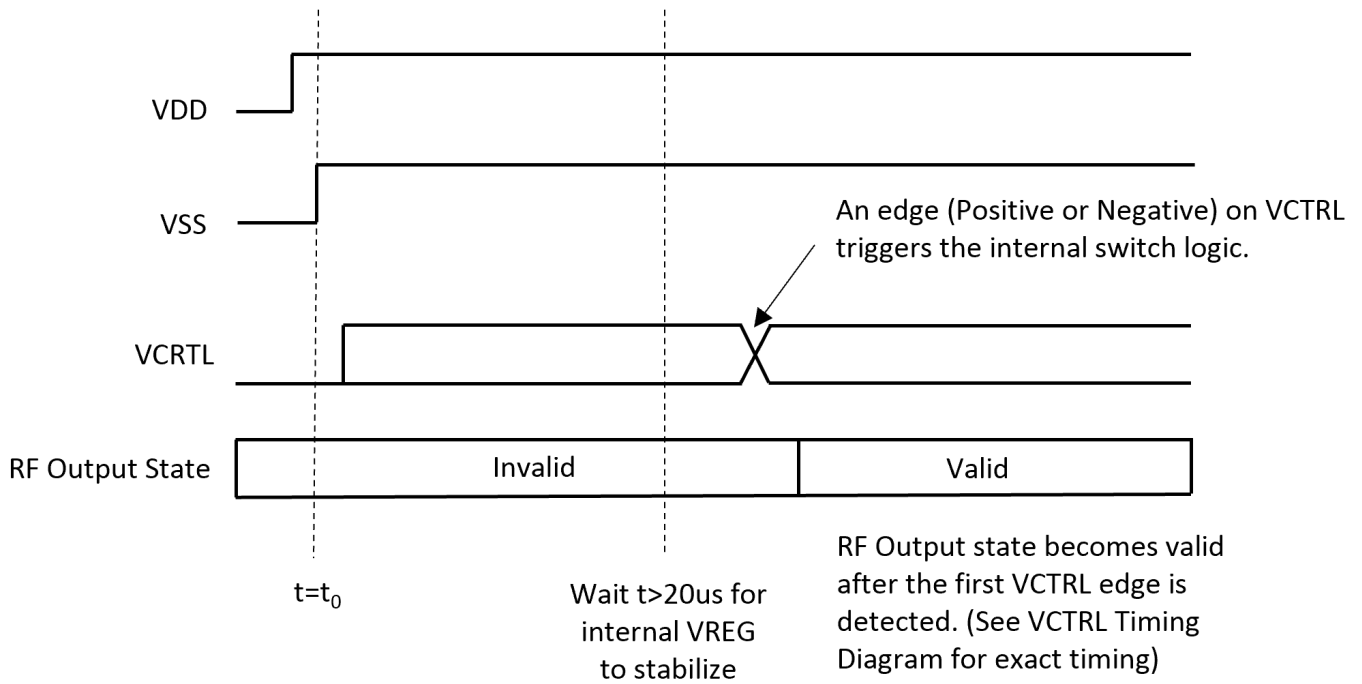 VDD
VSS
An edge (Positive or Negative) on VCTRL
triggers the internal switch logic.
VCRTL
RF Output State
Invalid
Valid
t=t₀
Wait t>20us for
internal VREG
to stabilize
RF Output state becomes valid
after the first VCTRL edge is
detected. (See VCTRL Timing
Diagram for exact timing)